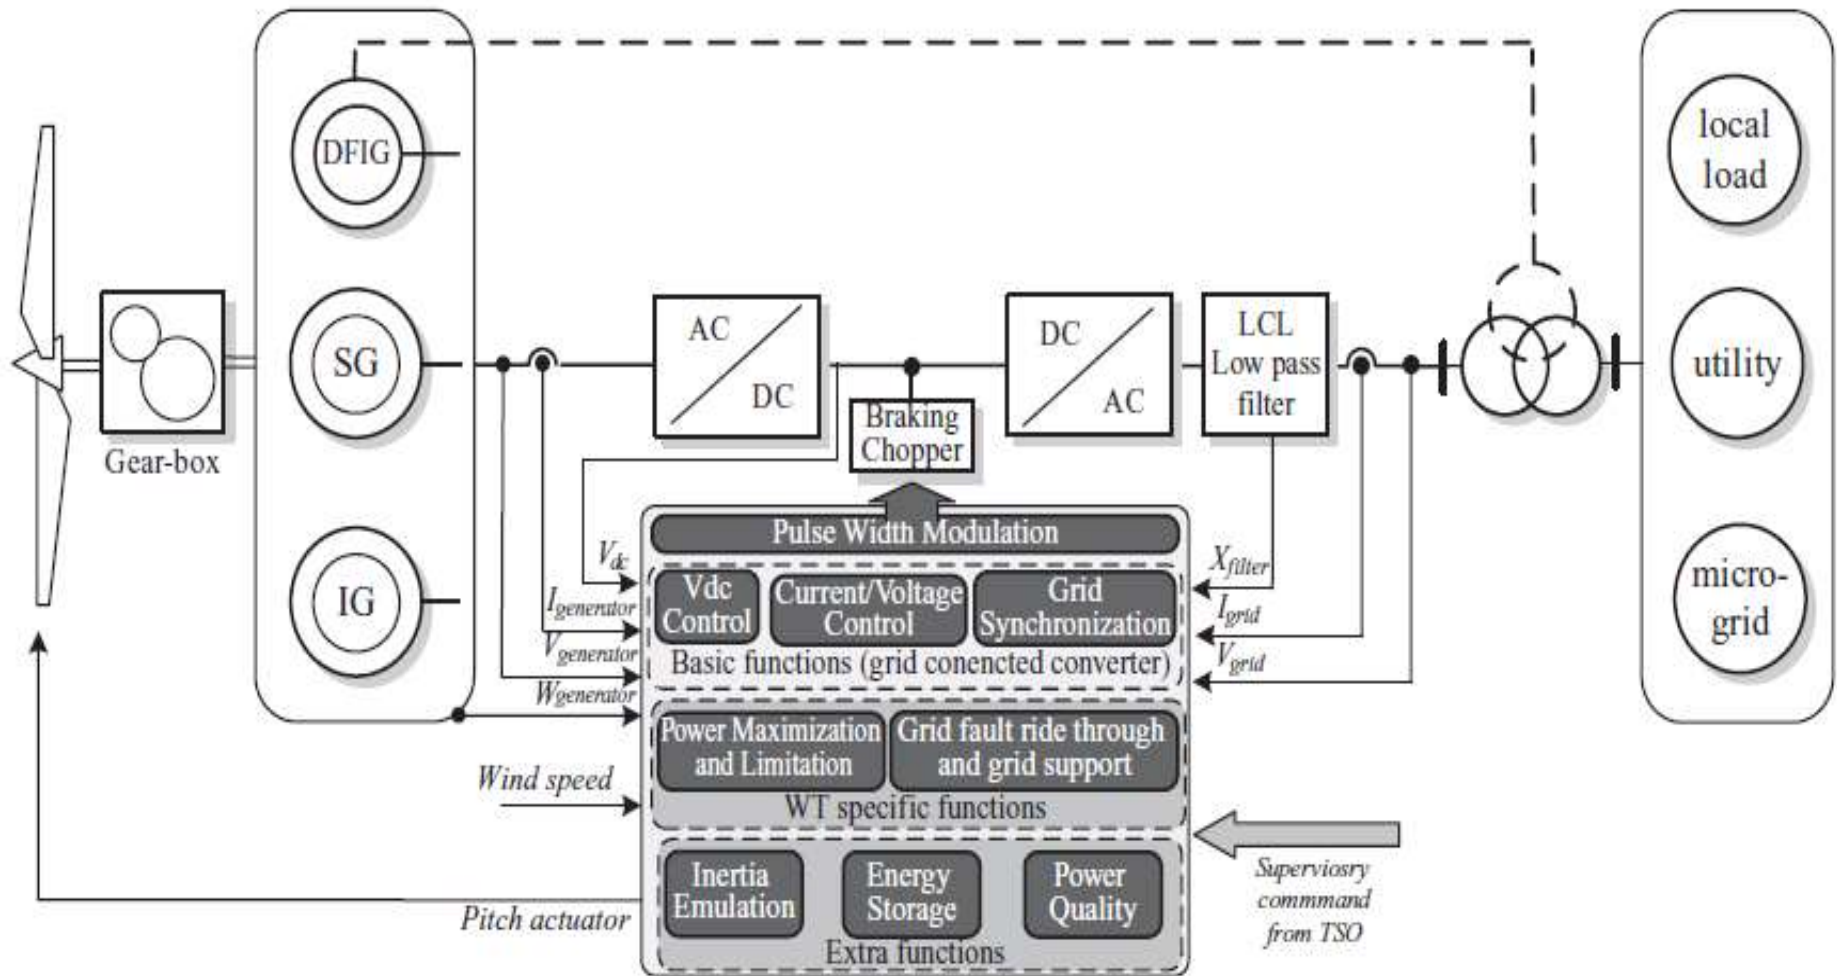 DFIG
SG
IG
Gear-box
AC
DC
Braking
Chopper
DC
AC
LCL
Low pass
filter
local
load
utility
micro-
grid
Pulse Width Modulation
Vdc
Igenerator
Vgenerator
Wgenerator
Wind speed
Pitch actuator
Vdc
Control
Current/Voltage
Control
Grid
Synchronization
Basic functions (grid conencted converter)
Power Maximization
and Limitation
Grid fault ride through
and grid support
WT specific functions
Inertia
Emulation
Energy
Storage
Power
Quality
Extra functions
Xfilter
Igrid
Vgrid
Superviosry
commmand
from TSO